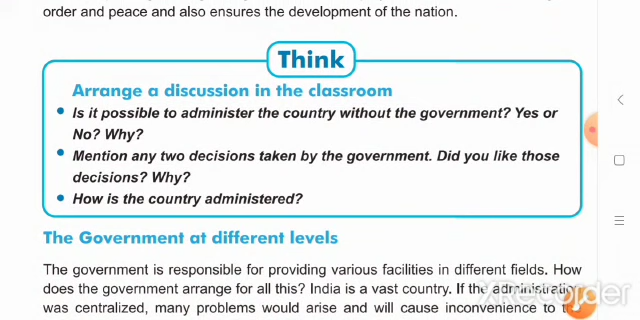 order and peace and also ensures the development of the nation.
Think
Arrange a discussion in the classroom
• Is it possible to administer the country without the government? Yes or
No? Why?
• Mention any two decisions taken by the government. Did you like those
decisions? Why?
• How is the country administered?
The Government at different levels
The government is responsible for providing various facilities in different fields. How
does the government arrange for all this? India is a vast country. If the administration
was centralized, many problems would arise and will cause inconvenience to
XRecorder